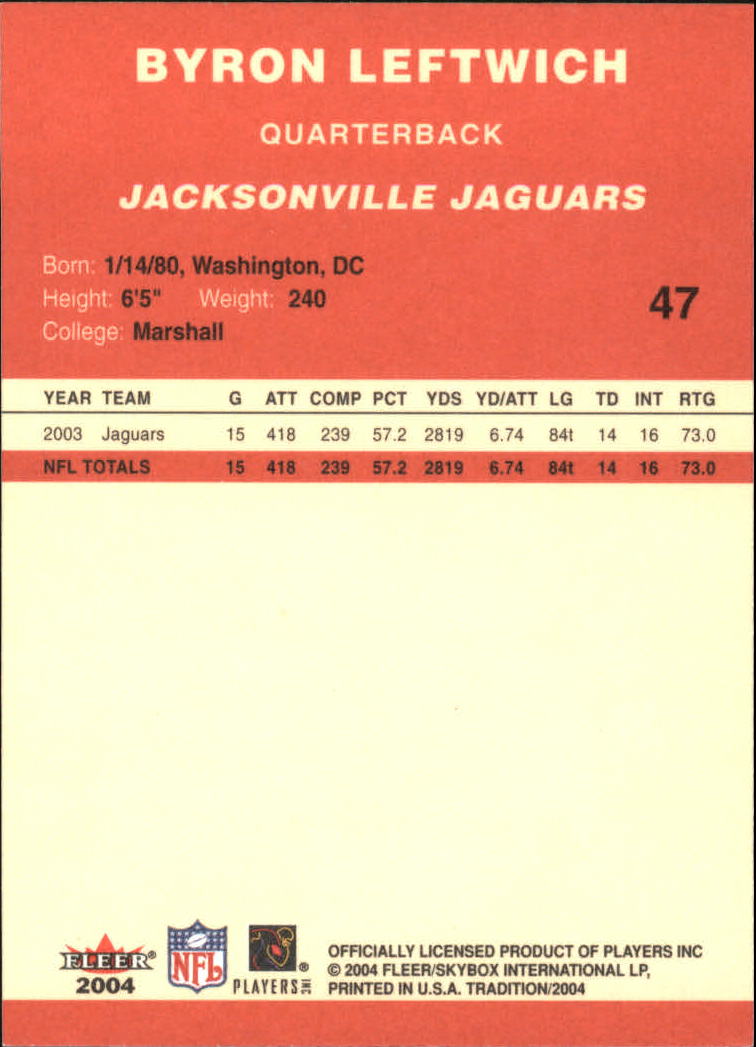 BYRON LEFTWICH
QUARTERBACK
JACKSONVILLE JAGUARS
Born: 1/14/80, Washington, DC
Height: 6'5" Weight: 240
47
College: Marshall
YEAR TEAM G ATT COMP PCT YDS YD/ATT LG TD INT RTG
2003 Jaguars 15 418 239 57.2 2819 6.74 84t 14 16 73.0
NFL TOTALS 15 418 239 57.2 2819 6.74 84t 14 16 73.0
FLEER®
2004
NFL
PLAYERS INC ®
OFFICIALLY LICENSED PRODUCT OF PLAYERS INC
© 2004 FLEER/SKYBOX INTERNATIONAL LP,
PRINTED IN U.S.A. TRADITION/2004